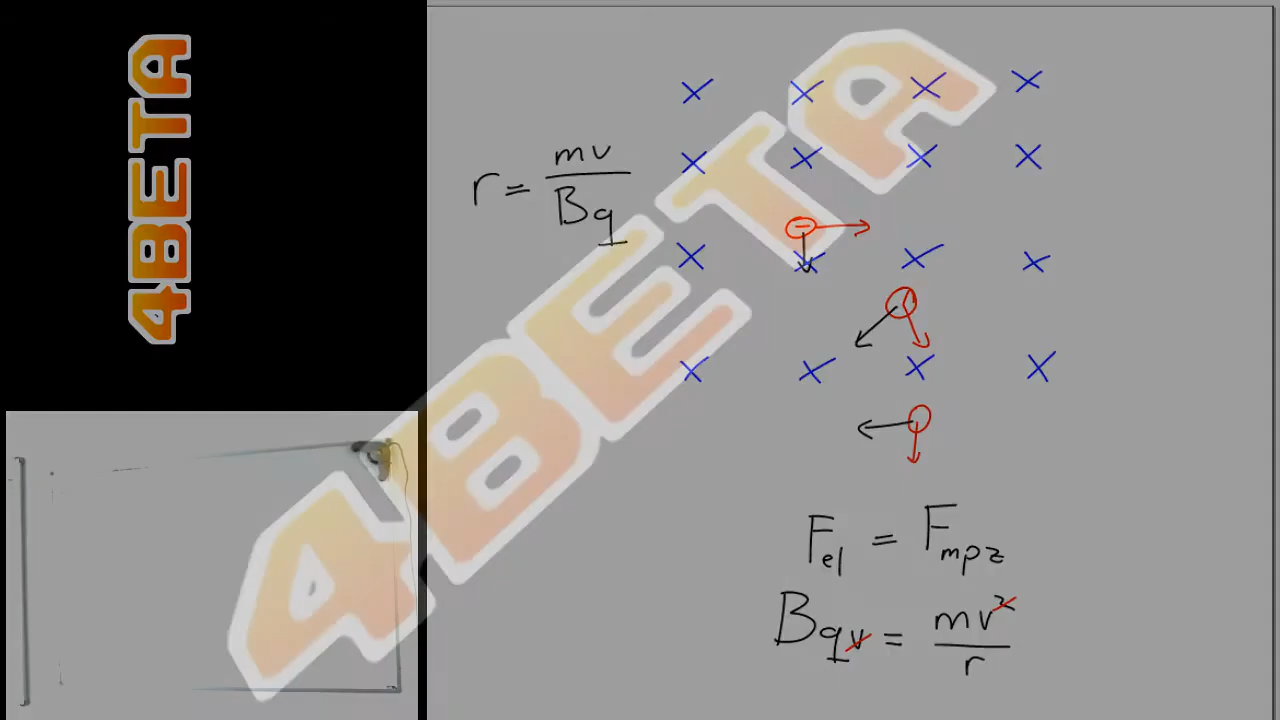 4BETA
4BETA
r = mv / Bq
F_el = F_mpz
Bqv = mv² / r